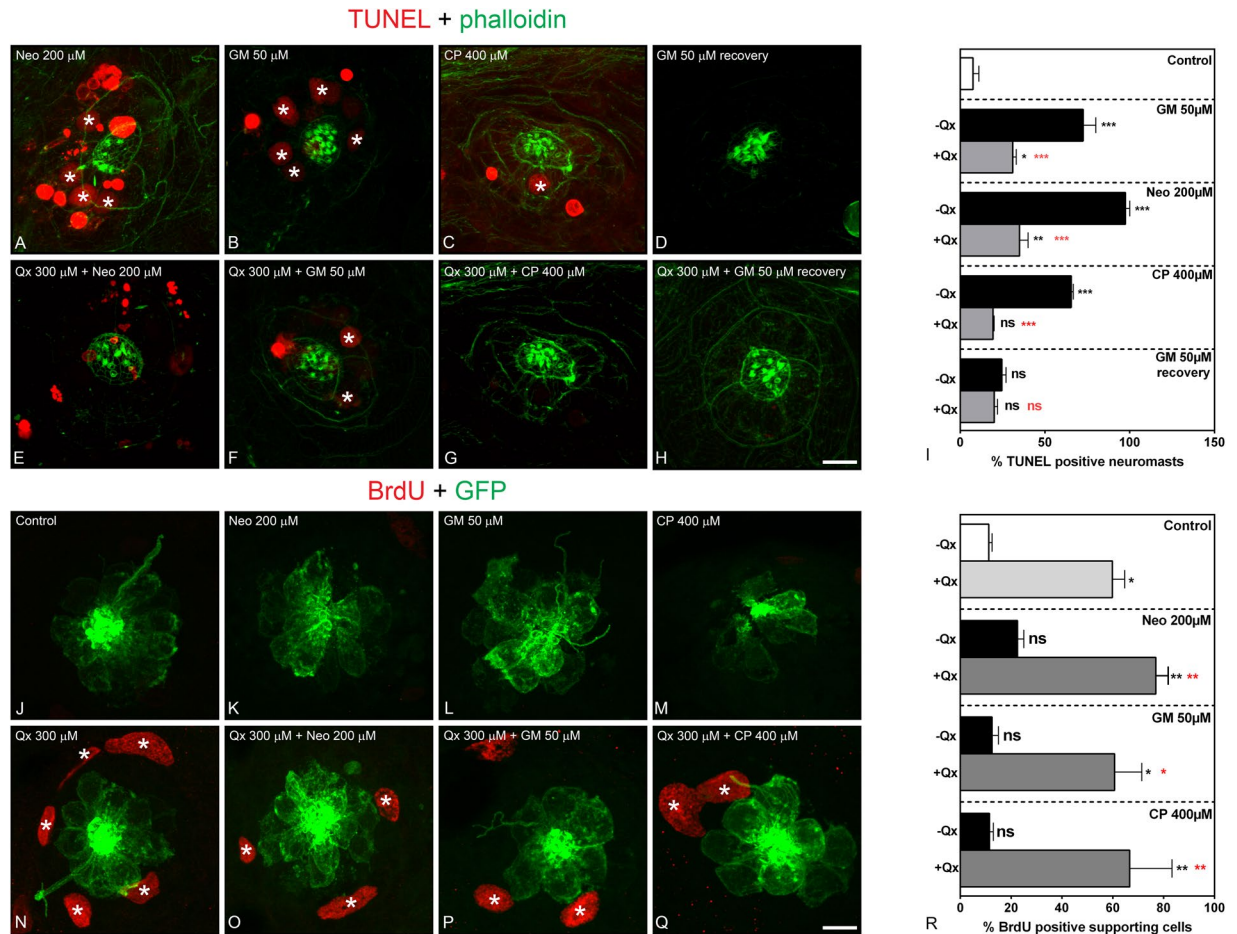 TUNEL + phalloidin
Neo 200 µM
GM 50 µM
CP 400 µM
GM 50 µM recovery
* * * *
* * * * *
*
A
B
C
D
Qx 300 µM + Neo 200 µM
Qx 300 µM + GM 50 µM
Qx 300 µM + CP 400 µM
Qx 300 µM + GM 50 µM recovery
* *
E
F
G
H
Control
GM 50µM
-Qx
***
+Qx
* ***
Neo 200µM
-Qx
***
+Qx
** ***
CP 400µM
-Qx
***
+Qx
ns ***
GM 50µM
recovery
-Qx
ns
+Qx
ns ns
0 50 100 150
I
% TUNEL positive neuromasts
BrdU + GFP
Control
Neo 200 µM
GM 50 µM
CP 400 µM
J
K
L
M
Qx 300 µM
Qx 300 µM + Neo 200 µM
Qx 300 µM + GM 50 µM
Qx 300 µM + CP 400 µM
* * * * *
* * *
* *
* *
N
O
P
Q
Control
-Qx
+Qx
*
Neo 200µM
-Qx
ns
+Qx
** **
GM 50µM
-Qx
ns
+Qx
* *
CP 400µM
-Qx
ns
+Qx
** **
0 20 40 60 80 100
R
% BrdU positive supporting cells